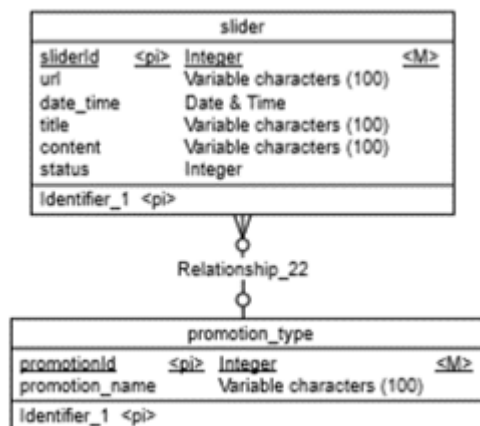 slider
sliderId <pi> Integer <M>
url Variable characters (100)
date_time Date & Time
title Variable characters (100)
content Variable characters (100)
status Integer
Identifier_1 <pi>
Relationship_22
promotion_type
promotionId <pi> Integer <M>
promotion_name Variable characters (100)
Identifier_1 <pi>